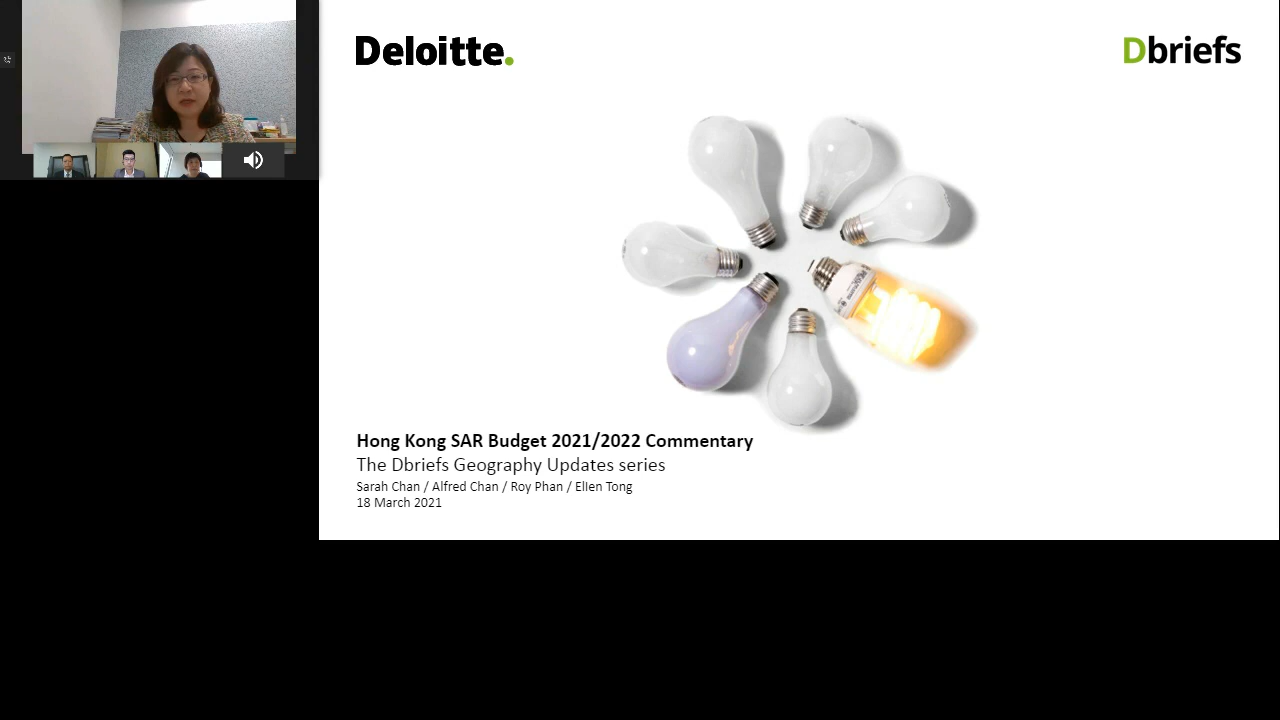 Deloitte.
Dbriefs
Hong Kong SAR Budget 2021/2022 Commentary
The Dbriefs Geography Updates series
Sarah Chan / Alfred Chan / Roy Phan / Ellen Tong
18 March 2021